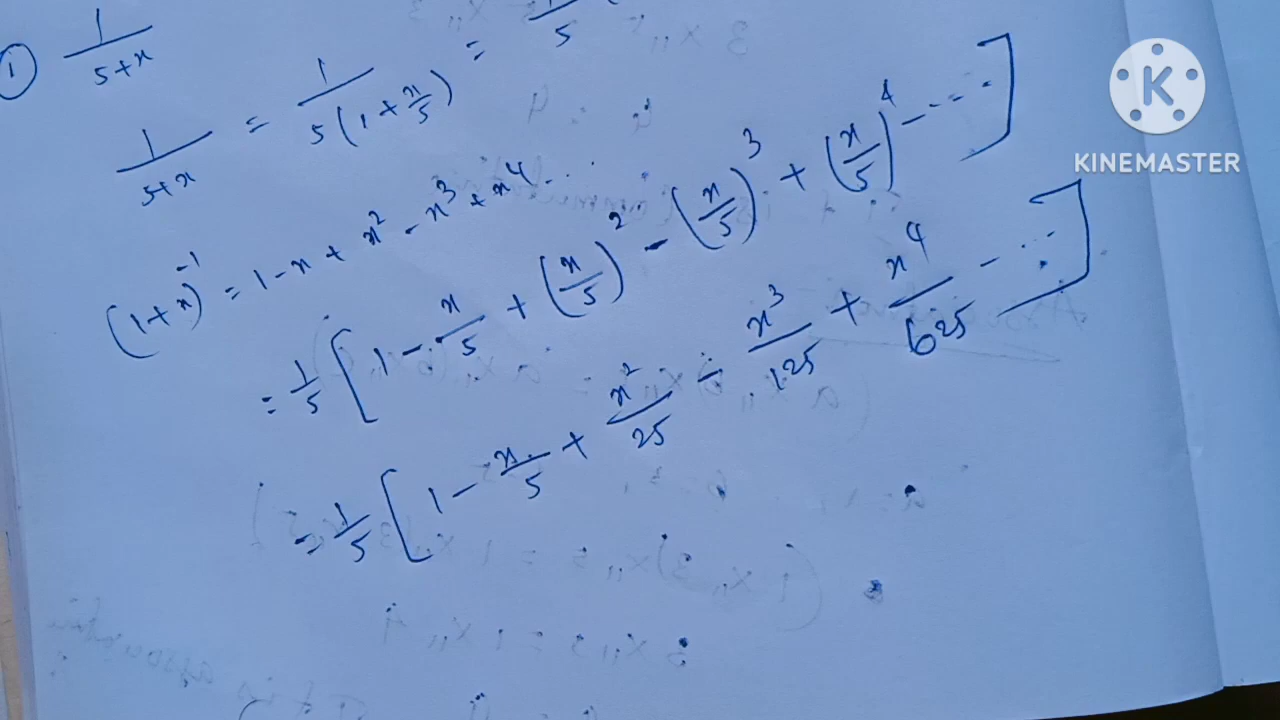 ① 1/(5+x)
1/(5+x) = 1/(5(1+x/5)) = 1/5 (
(1+x)^-1 = 1-x+x^2-x^3+x^4...
= 1/5 [1 - x/5 + (x/5)^2 - (x/5)^3 + (x/5)^4 - ....]
= 1/5 [1 - x/5 + x^2/25 - x^3/125 + x^4/625 - ....]
K
KINEMASTER